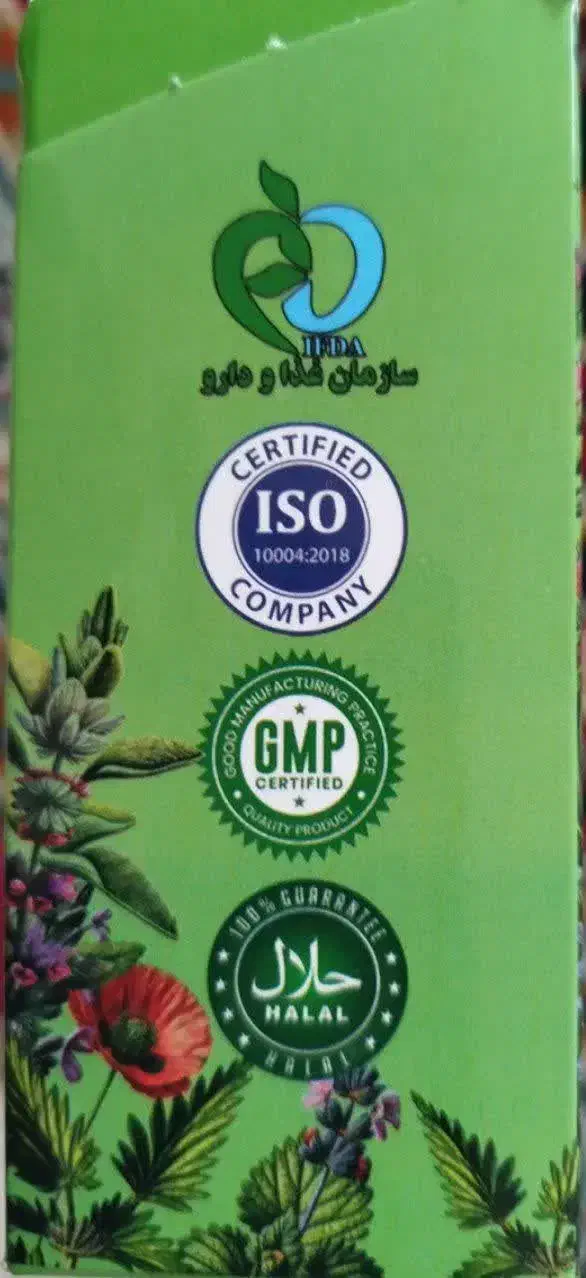 IFDA
سازمان غذا و دارو
CERTIFIED
ISO
10004:2018
COMPANY
GOOD MANUFACTURING PRACTICE
GMP
CERTIFIED
QUALITY PRODUCT
100% GUARANTEE
حلال
HALAL
HALAL